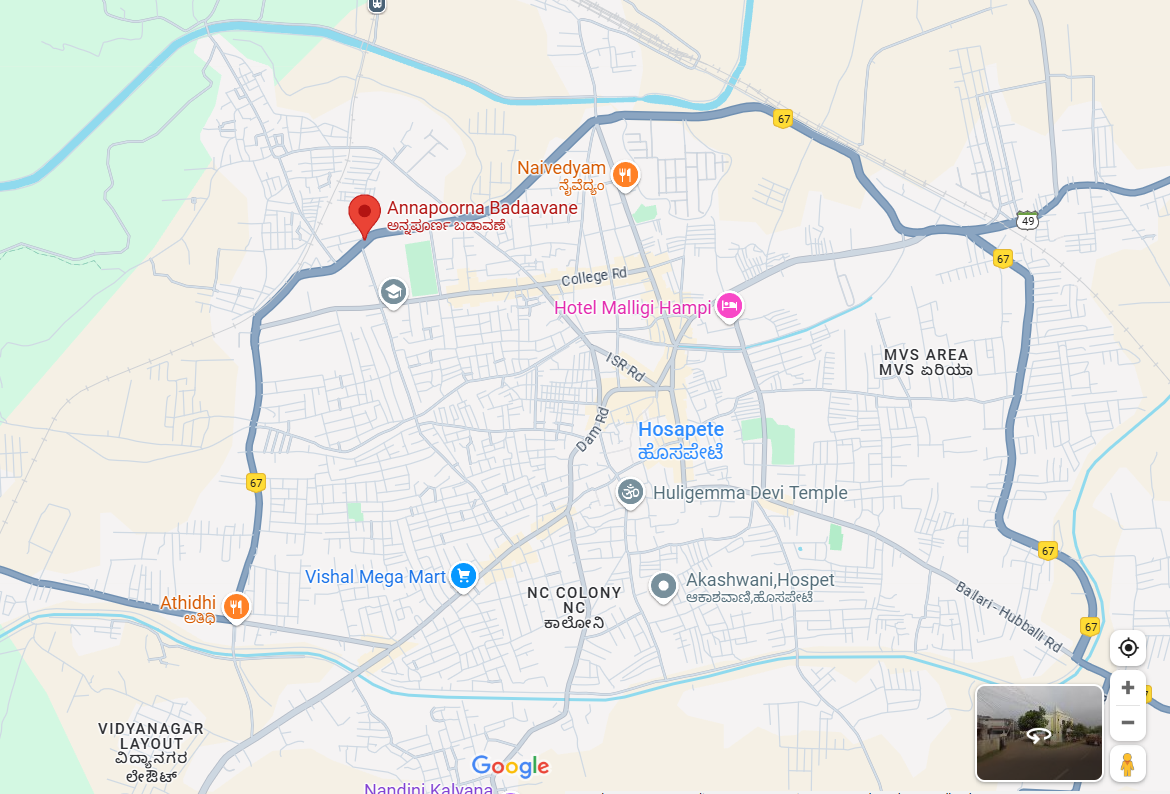 67
Naivedyam
ನೈವೆದ್ಯಂ
Annapoorna Badaavane
ಅನ್ನಪೂರ್ಣ ಬಡಾವಣೆ
49
67
College Rd
Hotel Malligi Hampi
MVS AREA
MVS ಏರಿಯಾ
ISR Rd
Dam Rd
Hosapete
ಹೊಸಪೇಟೆ
67
Huligemma Devi Temple
67
Vishal Mega Mart
Akashwani,Hospet
ಆಕಾಶವಾಣಿ,ಹೊಸಪೇಟೆ
NC COLONY
NC
ಕಾಲೋನಿ
Athidhi
ಅತಿಥಿ
Ballari - Hubballi Rd
67
VIDYANAGAR
LAYOUT
ವಿದ್ಯಾನಗರ
ಲೇಔಟ್
Google
Nandini Kalyana